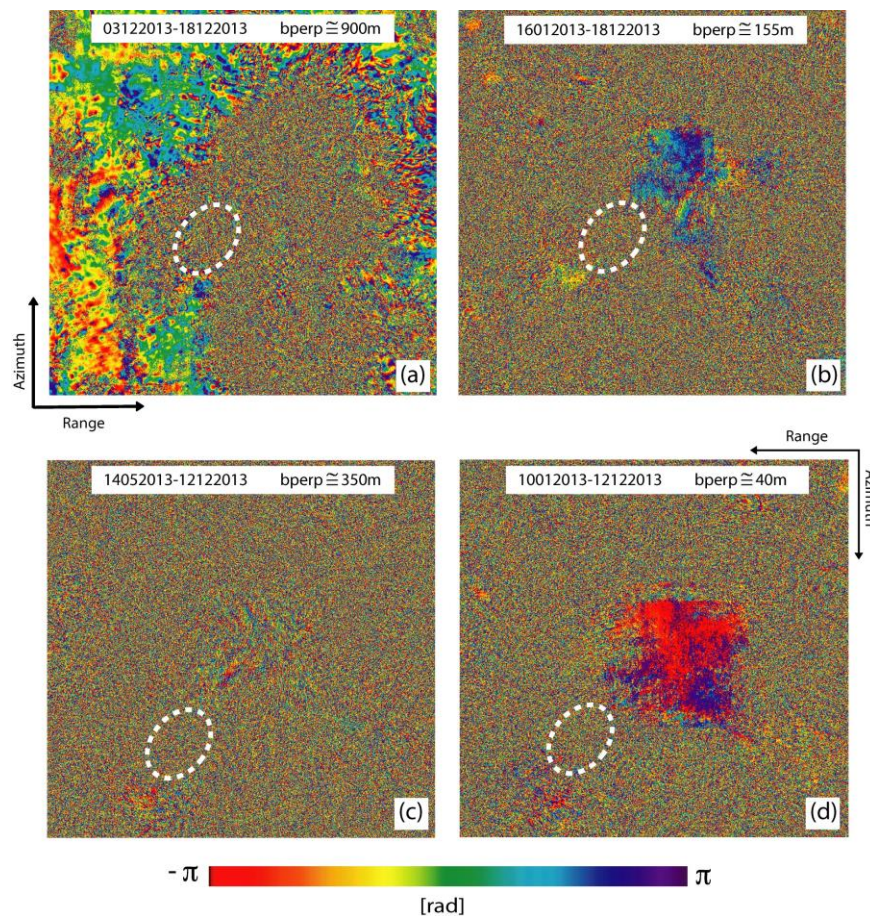 03122013-18122013 bperp≅900m
16012013-18122013 bperp≅155m
Azimuth
(a)
(b)
Range
Range
Azimuth
14052013-12122013 bperp≅350m
10012013-12122013 bperp≅40m
(c)
(d)
- π
π
[rad]